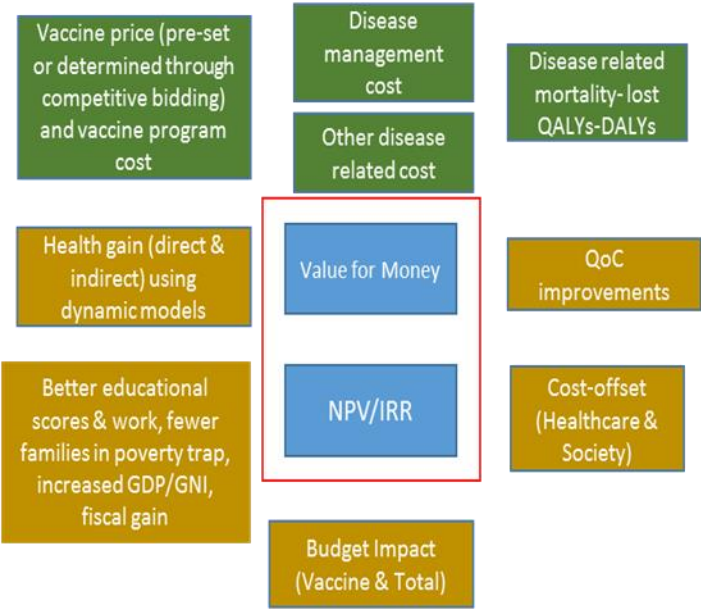 Vaccine price (pre-set
or determined through
competitive bidding)
and vaccine program
cost
Disease
management
cost
Other disease
related cost
Disease related
mortality- lost
QALYs-DALYs
Health gain (direct &
indirect) using
dynamic models
Value for Money
QoC
improvements
Better educational
scores & work, fewer
families in poverty trap,
increased GDP/GNI,
fiscal gain
NPV/IRR
Cost-offset
(Healthcare &
Society)
Budget Impact
(Vaccine & Total)